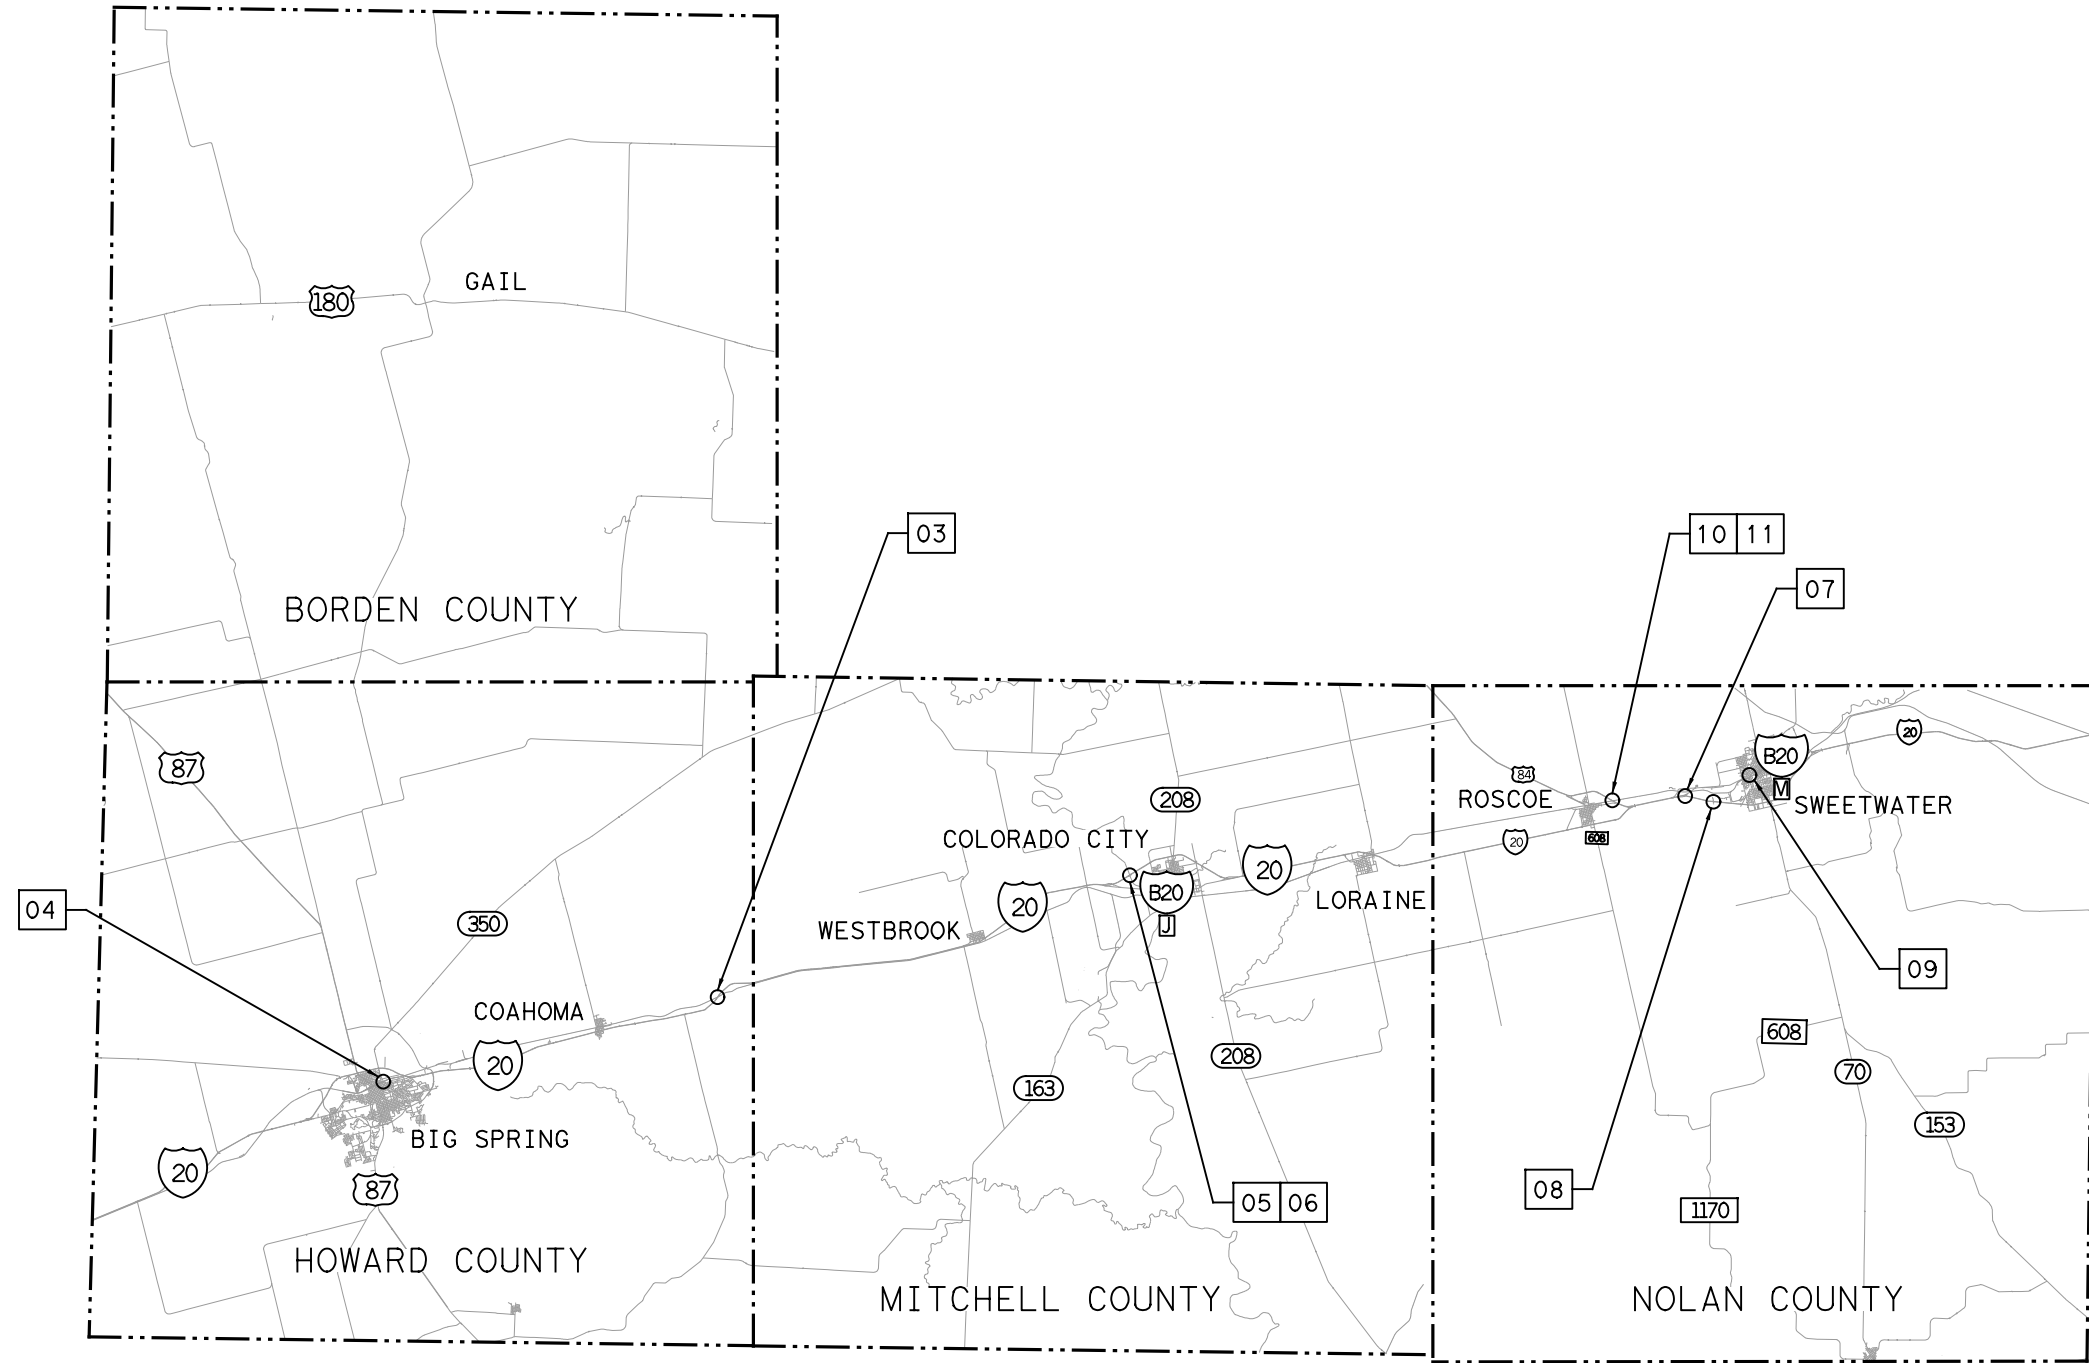 GAIL
180
03
10 11
07
BORDEN COUNTY
87
20
B20
84
M
ROSCOE
208
SWEETWATER
608
COLORADO CITY
20
20
B20
LORAINE
20
04
350
J
WESTBROOK
09
COAHOMA
608
208
20
70
163
153
BIG SPRING
20
87
08
05 06
1170
HOWARD COUNTY
MITCHELL COUNTY
NOLAN COUNTY